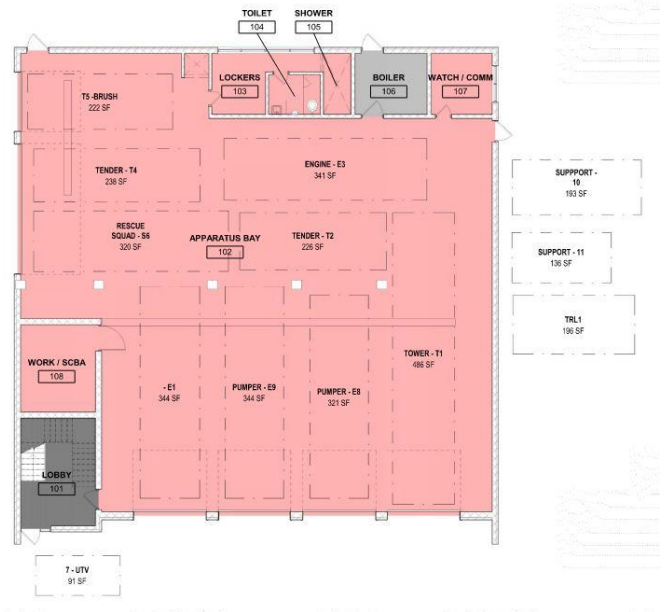 TOILET
104
SHOWER
105
LOCKERS
103
BOILER
106
WATCH / COMM
107
T5 -BRUSH
222 SF
TENDER - T4
238 SF
ENGINE - E3
341 SF
RESCUE
SQUAD - S6
320 SF
APPARATUS BAY
102
TENDER - T2
226 SF
SUPPPORT -
10
193 SF
SUPPORT - 11
136 SF
TRL1
196 SF
WORK / SCBA
108
- E1
344 SF
PUMPER - E9
344 SF
PUMPER - E8
321 SF
TOWER - T1
486 SF
LOBBY
101
7 - UTV
91 SF